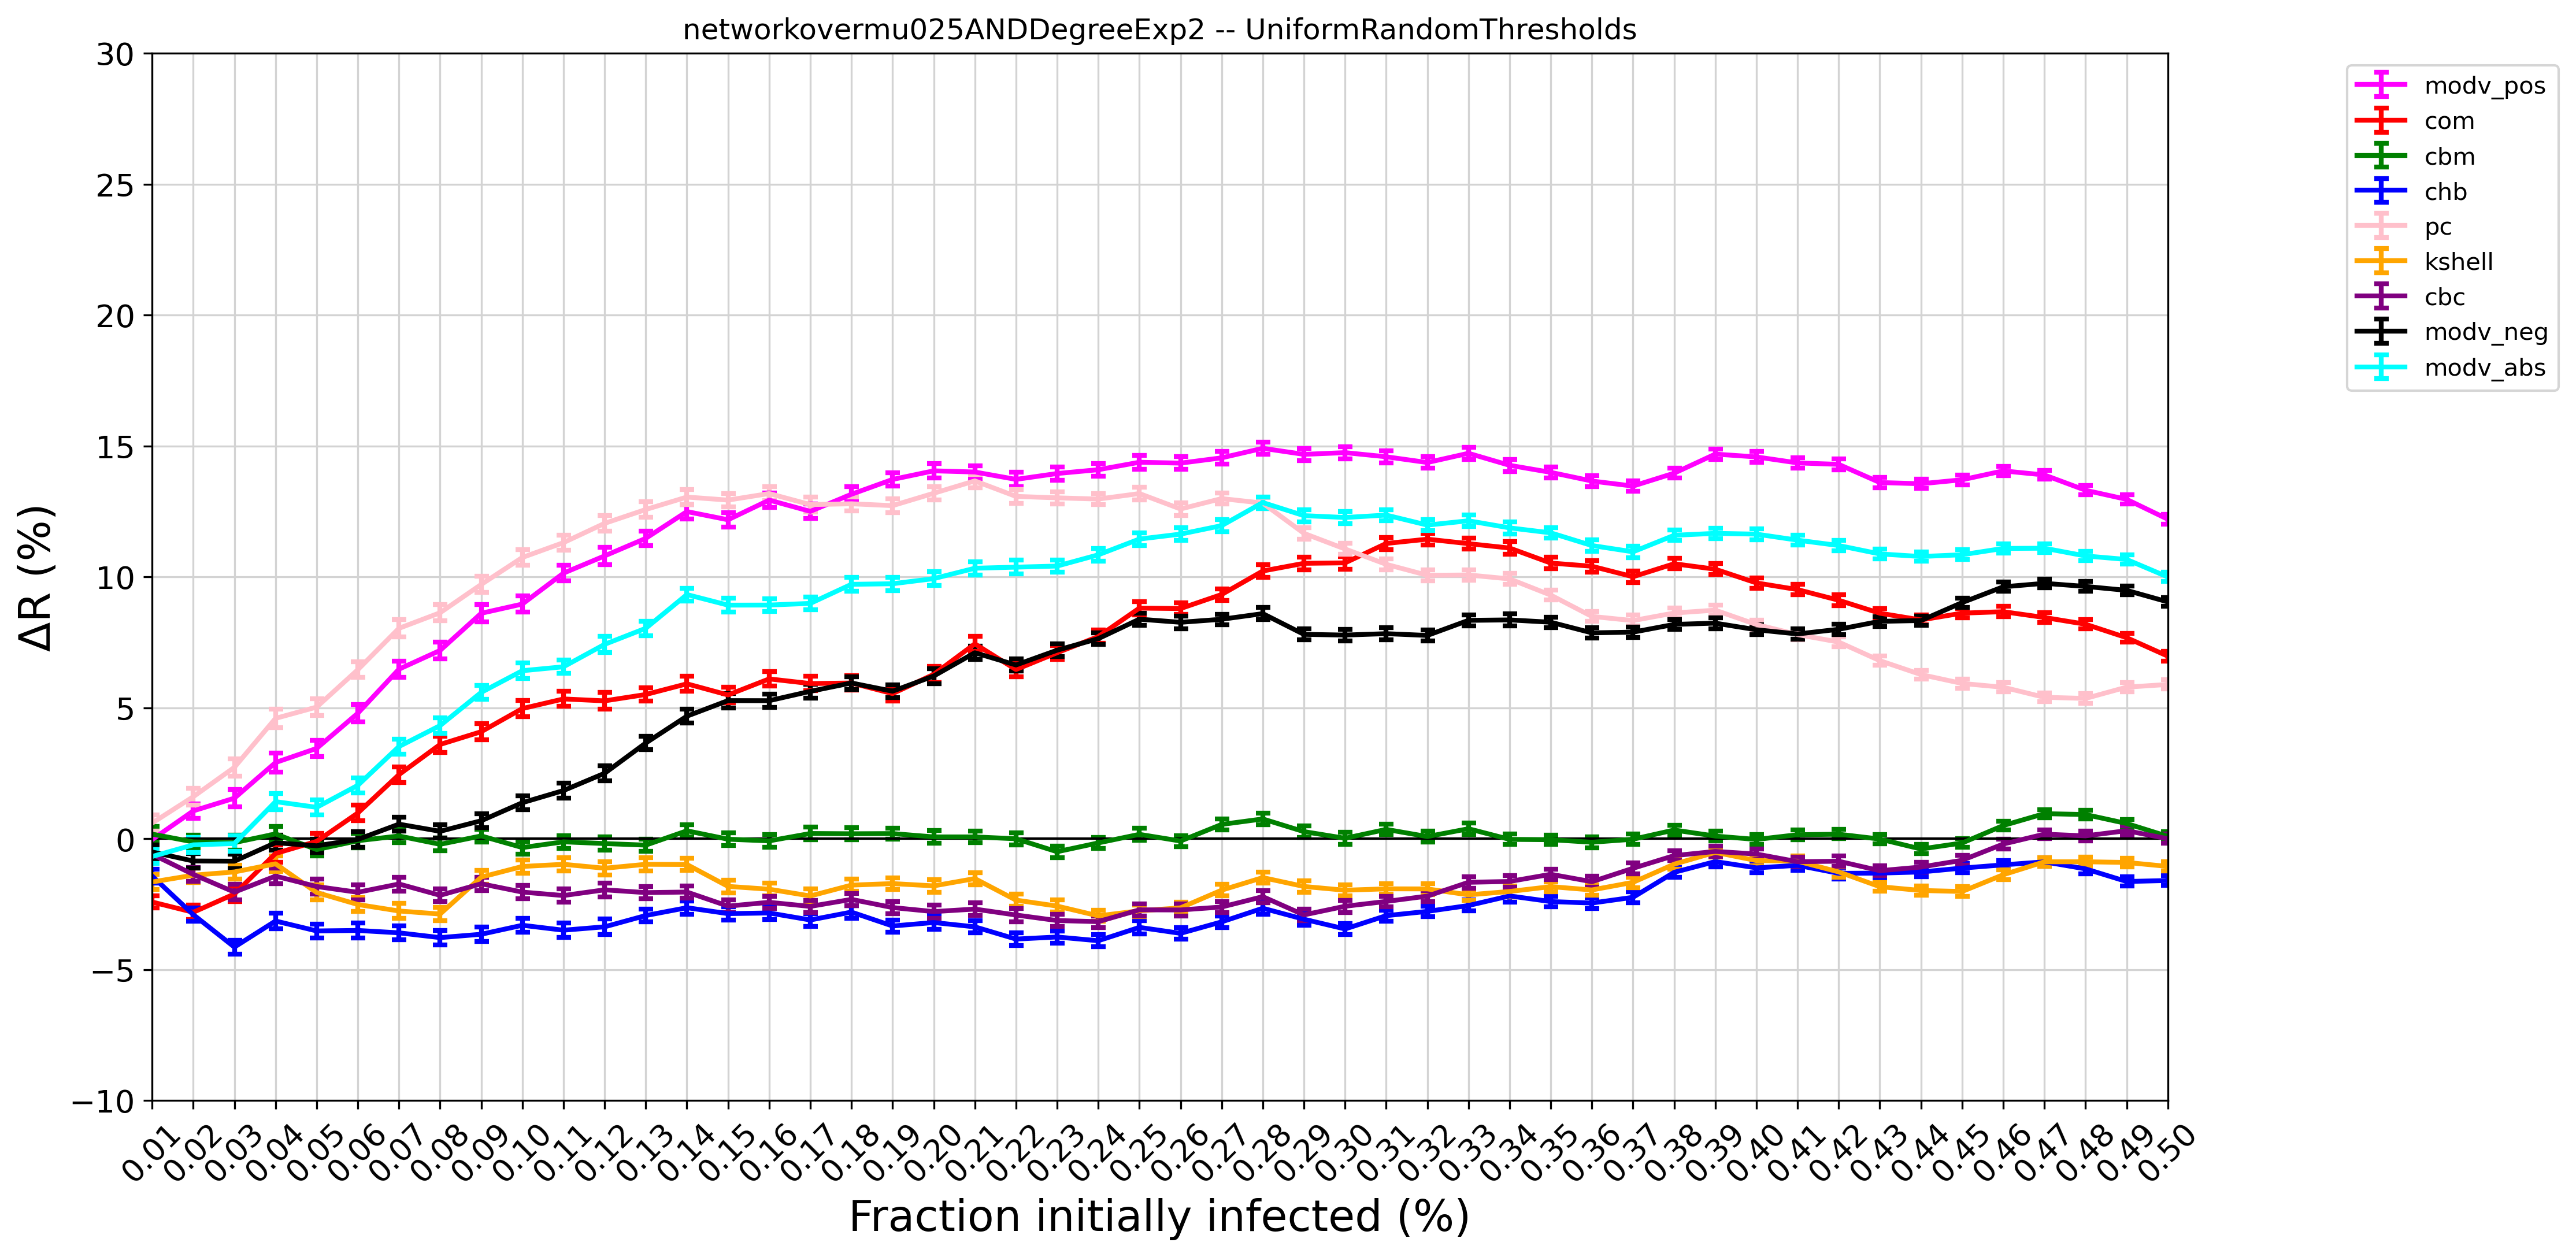 networkovermu025ANDDegreeExp2 -- UniformRandomThresholds
30
25
20
15
10
5
0
−5
−10
ΔR (%)
0.01 0.02 0.03 0.04 0.05 0.06 0.07 0.08 0.09 0.10 0.11 0.12 0.13 0.14 0.15 0.16 0.17 0.18 0.19 0.20 0.21 0.22 0.23 0.24 0.25 0.26 0.27 0.28 0.29 0.30 0.31 0.32 0.33 0.34 0.35 0.36 0.37 0.38 0.39 0.40 0.41 0.42 0.43 0.44 0.45 0.46 0.47 0.48 0.49 0.50
Fraction initially infected (%)
modv_pos
com
cbm
chb
pc
kshell
cbc
modv_neg
modv_abs